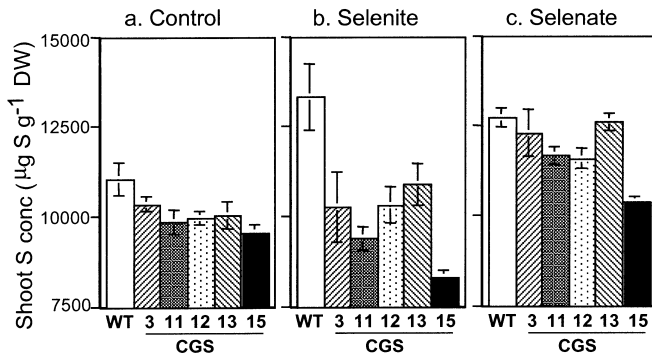 a. Control b. Selenite c. Selenate
Shoot S conc (µg S g-1 DW)
15000
12500
10000
7500
WT 3 11 12 13 15 WT 3 11 12 13 15 WT 3 11 12 13 15
CGS CGS CGS